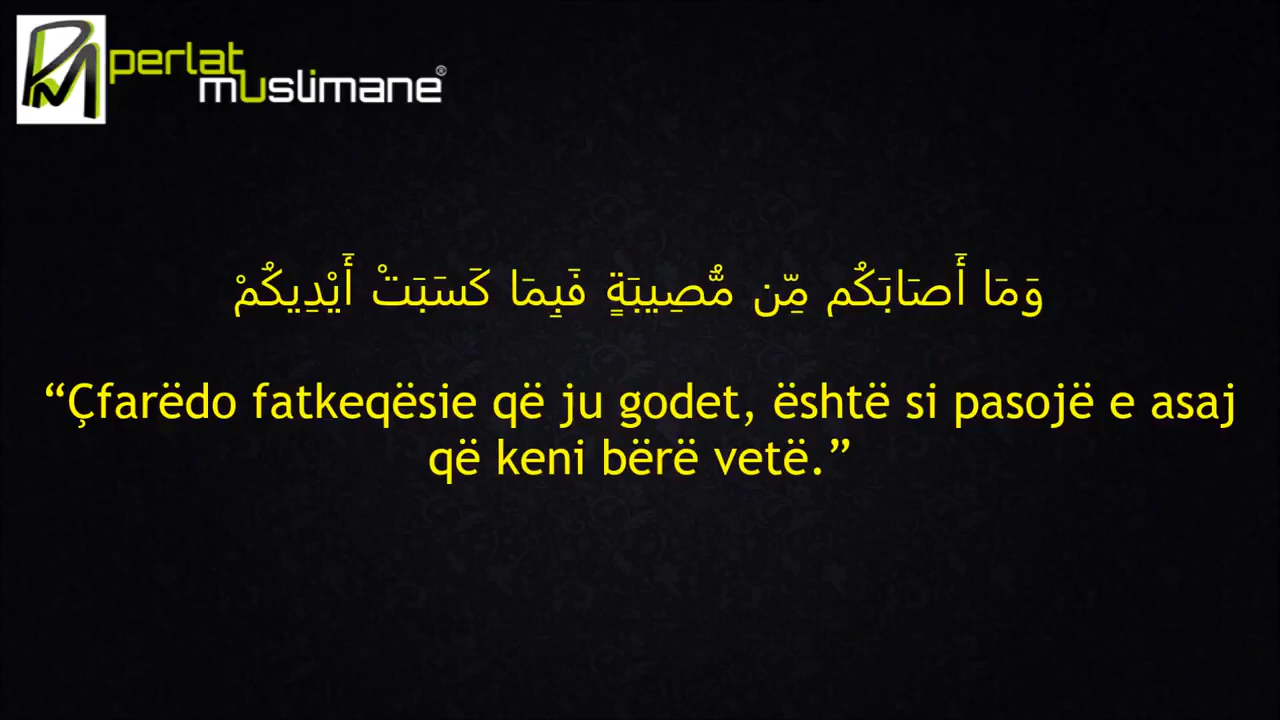 perlat
muslimane®
وَمَا أَصَابَكُم مِّن مُّصِيبَةٍ فَبِمَا كَسَبَتْ أَيْدِيكُمْ
“Çfarëdo fatkeqësie që ju godet, është si pasojë e asaj
që keni bërë vetë.”